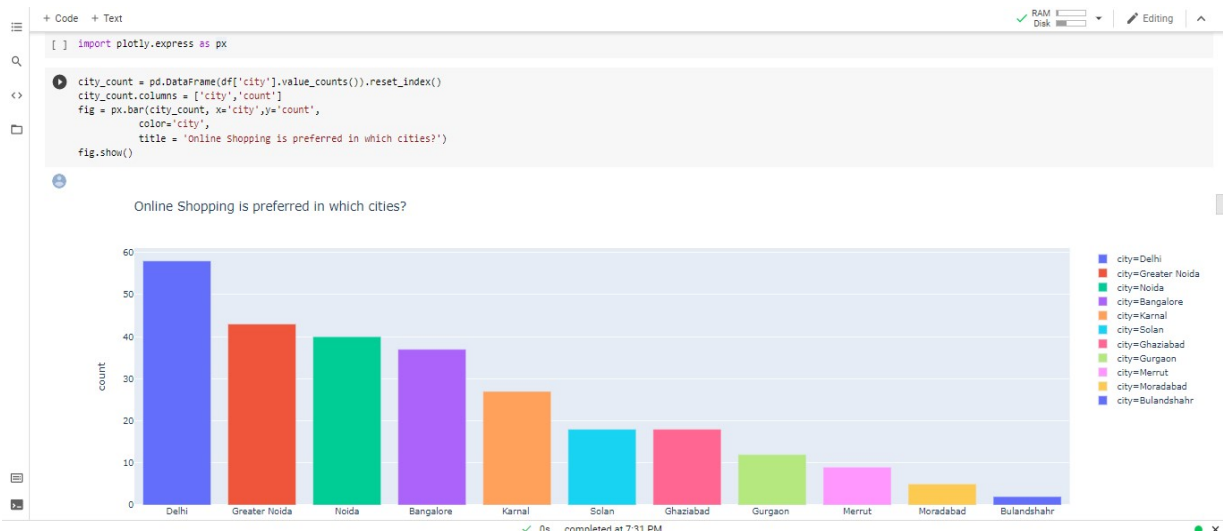 + Code + Text
RAM
Disk
Editing
[ ] import plotly.express as px
city_count = pd.DataFrame(df['city'].value_counts()).reset_index()
city_count.columns = ['city','count']
fig = px.bar(city_count, x='city',y='count',
color='city',
title = 'Online Shopping is preferred in which cities?')
fig.show()
Online Shopping is preferred in which cities?
60
50
40
30
20
10
0
count
Delhi Greater Noida Noida Bangalore Karnal Solan Ghaziabad Gurgaon Merrut Moradabad Bulandshahr
city=Delhi
city=Greater Noida
city=Noida
city=Bangalore
city=Karnal
city=Solan
city=Ghaziabad
city=Gurgaon
city=Merrut
city=Moradabad
city=Bulandshahr
0s completed at 7:31 PM